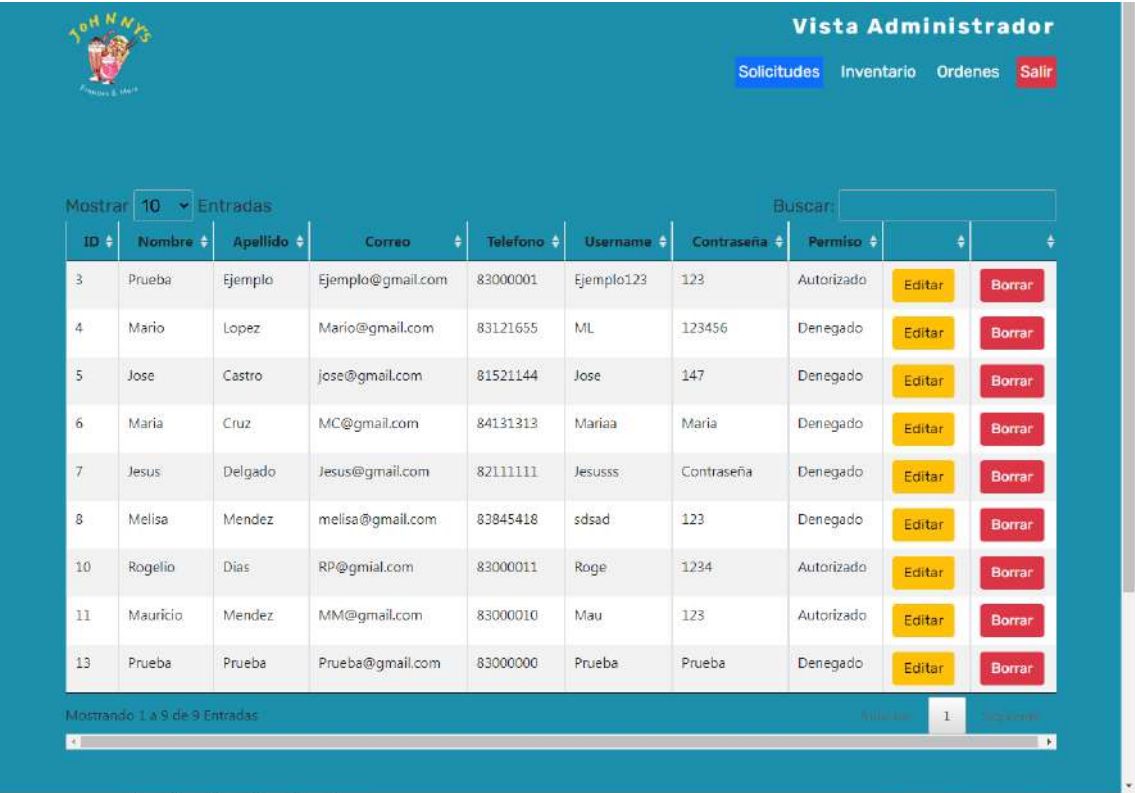 JOHNNY'S
Vista Administrador
Solicitudes Inventario Ordenes Salir
Mostrar 10 Entradas Buscar:
ID Nombre Apellido Correo Telefono Username Contraseña Permiso
3 Prueba Ejemplo Ejemplo@gmail.com 83000001 Ejemplo123 123 Autorizado Editar Borrar
4 Mario Lopez Mario@gmail.com 83121655 ML 123456 Denegado Editar Borrar
5 Jose Castro jose@gmail.com 81521144 Jose 147 Denegado Editar Borrar
6 Maria Cruz MC@gmail.com 84131313 Mariaa Maria Denegado Editar Borrar
7 Jesus Delgado Jesus@gmail.com 82111111 Jesusss Contraseña Denegado Editar Borrar
8 Melisa Mendez melisa@gmail.com 83845418 sdsad 123 Denegado Editar Borrar
10 Rogelio Dias RP@gmial.com 83000011 Roge 1234 Autorizado Editar Borrar
11 Mauricio Mendez MM@gmail.com 83000010 Mau 123 Autorizado Editar Borrar
13 Prueba Prueba Prueba@gmail.com 83000000 Prueba Prueba Denegado Editar Borrar
Mostrando 1 a 9 de 9 Entradas 1